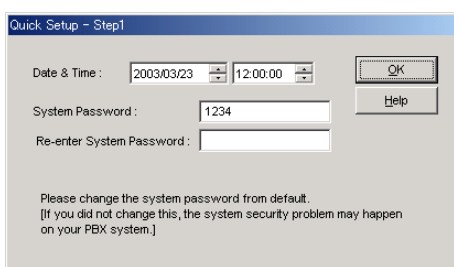 Quick Setup - Step1
Date & Time : 2003/03/23 12:00:00 OK
System Password : 1234 Help
Re-enter System Password :
Please change the system password from default.
[If you did not change this, the system security problem may happen
on your PBX system.]